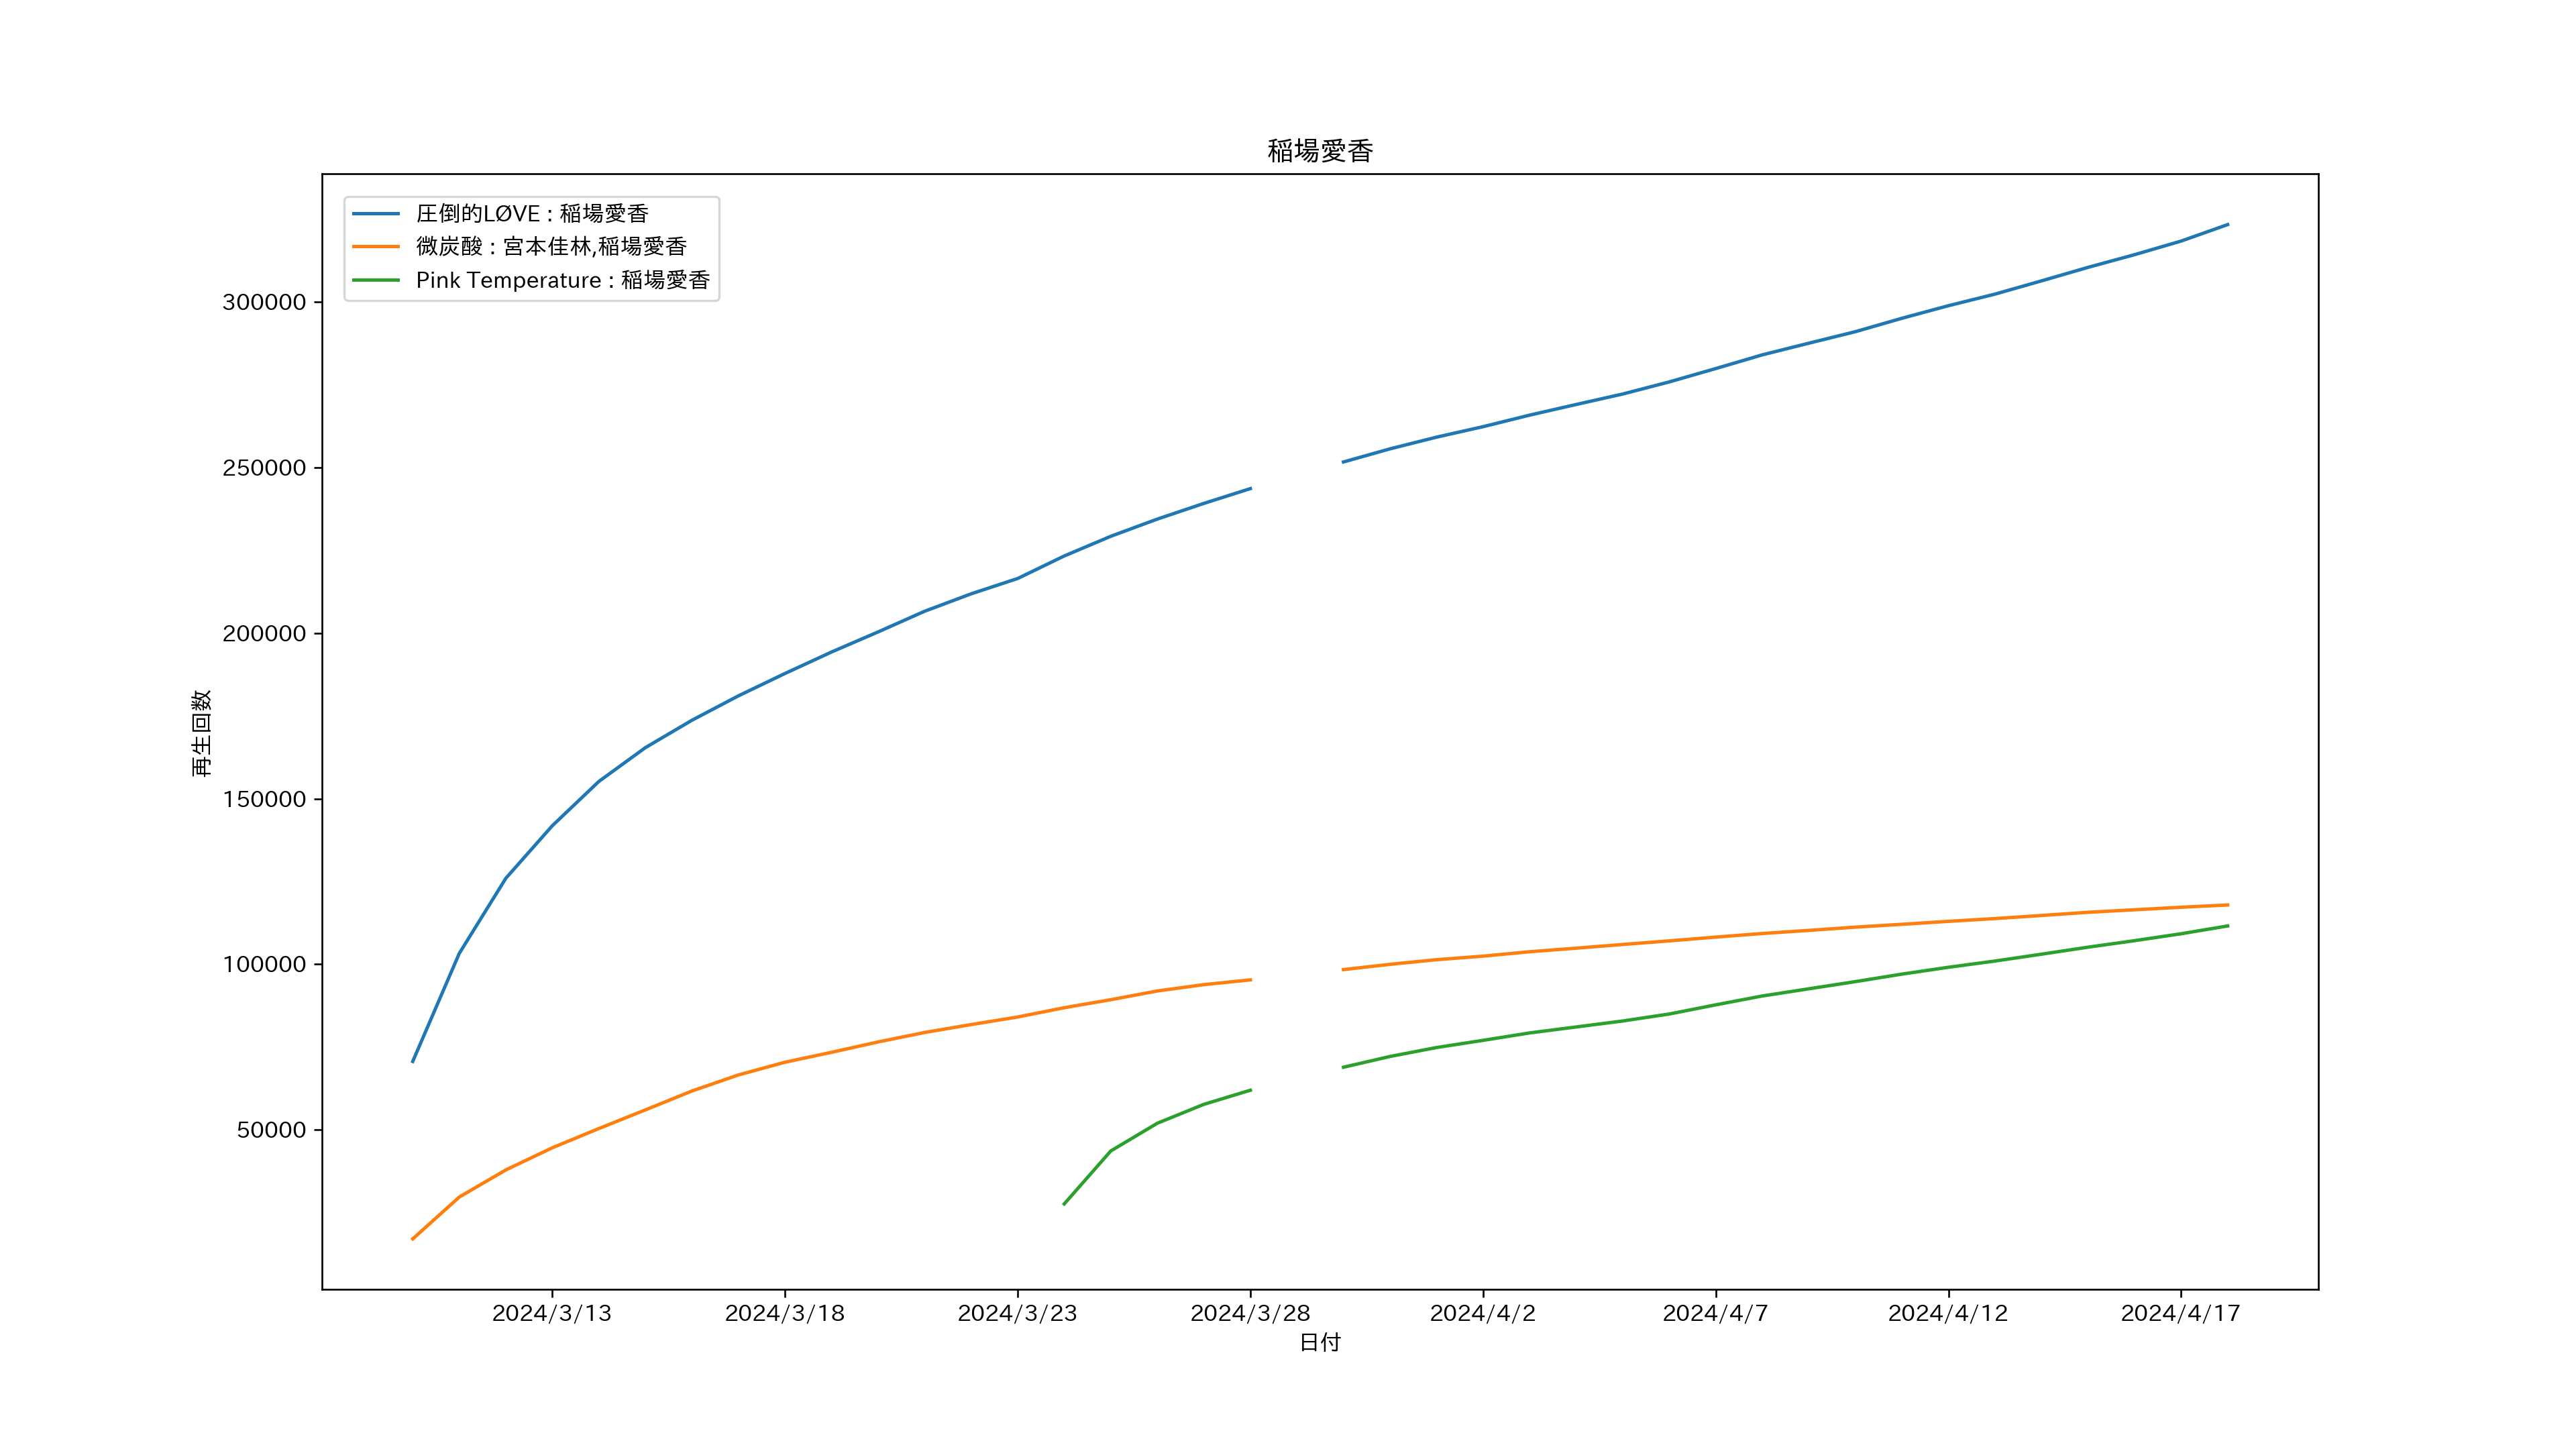 稲場愛香
圧倒的LØVE : 稲場愛香
微炭酸 : 宮本佳林,稲場愛香
Pink Temperature : 稲場愛香
300000
250000
200000
150000
100000
50000
再生回数
2024/3/13
2024/3/18
2024/3/23
2024/3/28
2024/4/2
2024/4/7
2024/4/12
2024/4/17
日付